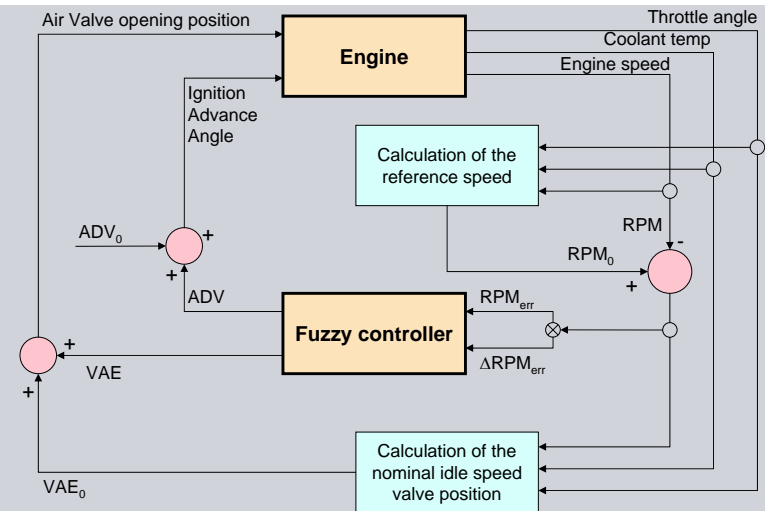 Air Valve opening position
Throttle angle
Coolant temp
Engine speed
Engine
Ignition
Advance
Angle
Calculation of the
reference speed
ADV₀
+
+
RPM
-
RPM₀
+
ADV
RPMerr
Fuzzy controller
ΔRPMerr
+
VAE
+
Calculation of the
nominal idle speed
valve position
VAE₀